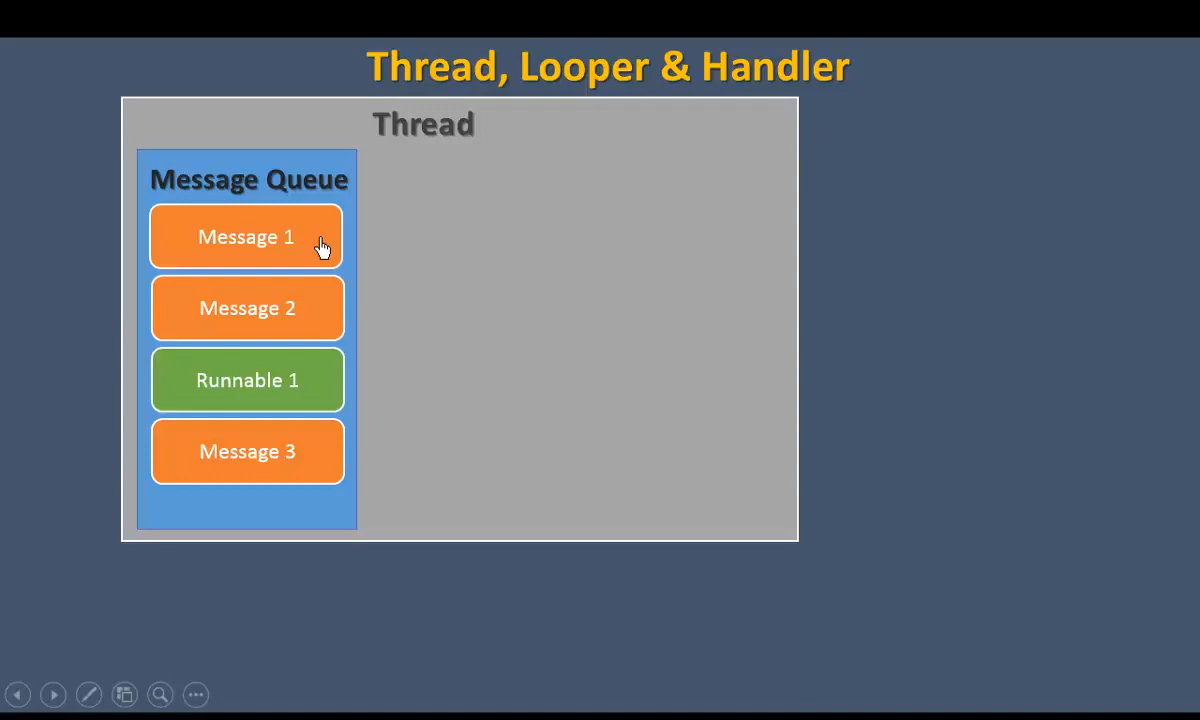 Thread, Looper & Handler
Thread
Message Queue
Message 1
Message 2
Runnable 1
Message 3